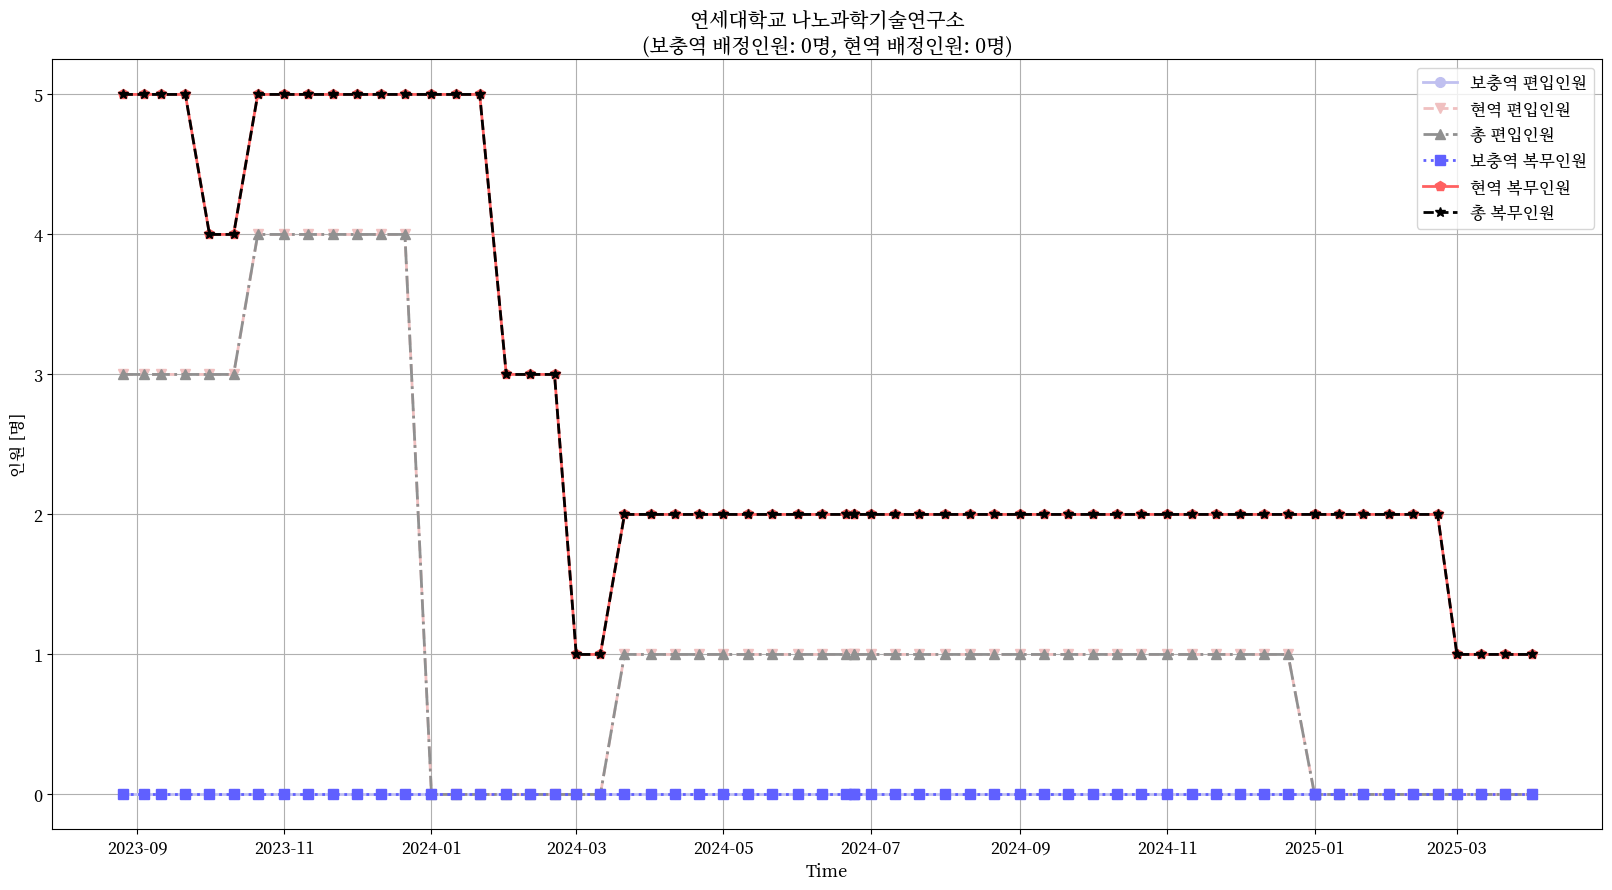 연세대학교 나노과학기술연구소
(보충역 배정인원: 0명, 현역 배정인원: 0명)
보충역 편입인원
현역 편입인원
총 편입인원
보충역 복무인원
현역 복무인원
총 복무인원
인원 [명]
5
4
3
2
1
0
2023-09
2023-11
2024-01
2024-03
2024-05
2024-07
2024-09
2024-11
2025-01
2025-03
Time